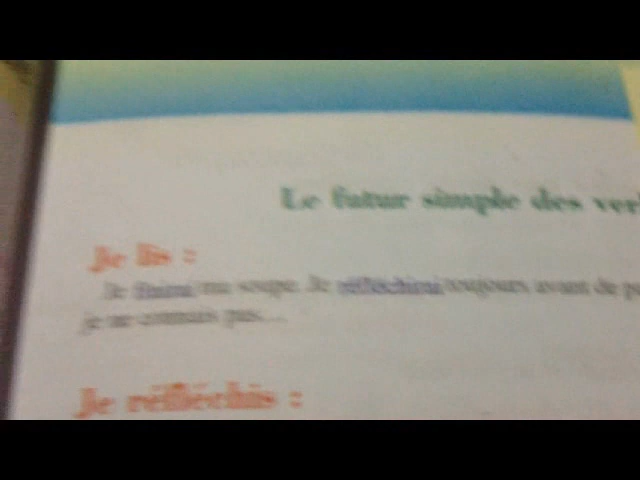 Le futur simple des ver
Je lis :
Je finirai ma soupe. Je réfléchirai toujours avant de p
je ne connais pas...
Je réfléchis :